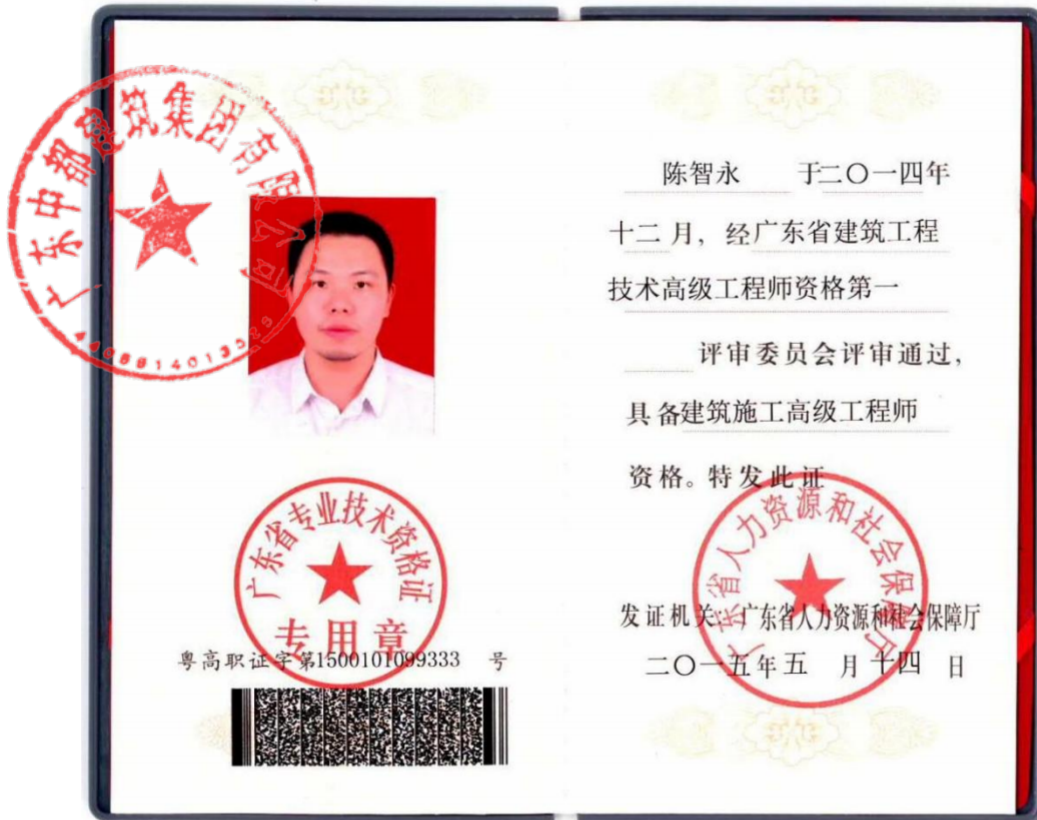 广东中都建筑集团有限公司
广东省专业技术资格证
专用章
粤高职证字第1500101099333 号
陈智永 于二〇一四年
十二月，经广东省建筑工程
技术高级工程师资格第一
评审委员会评审通过，
具备建筑施工高级工程师
资格。特发此证
广东省人力资源和社会保障厅
发证机关 广东省人力资源和社会保障厅
二〇一五年五 月十四 日